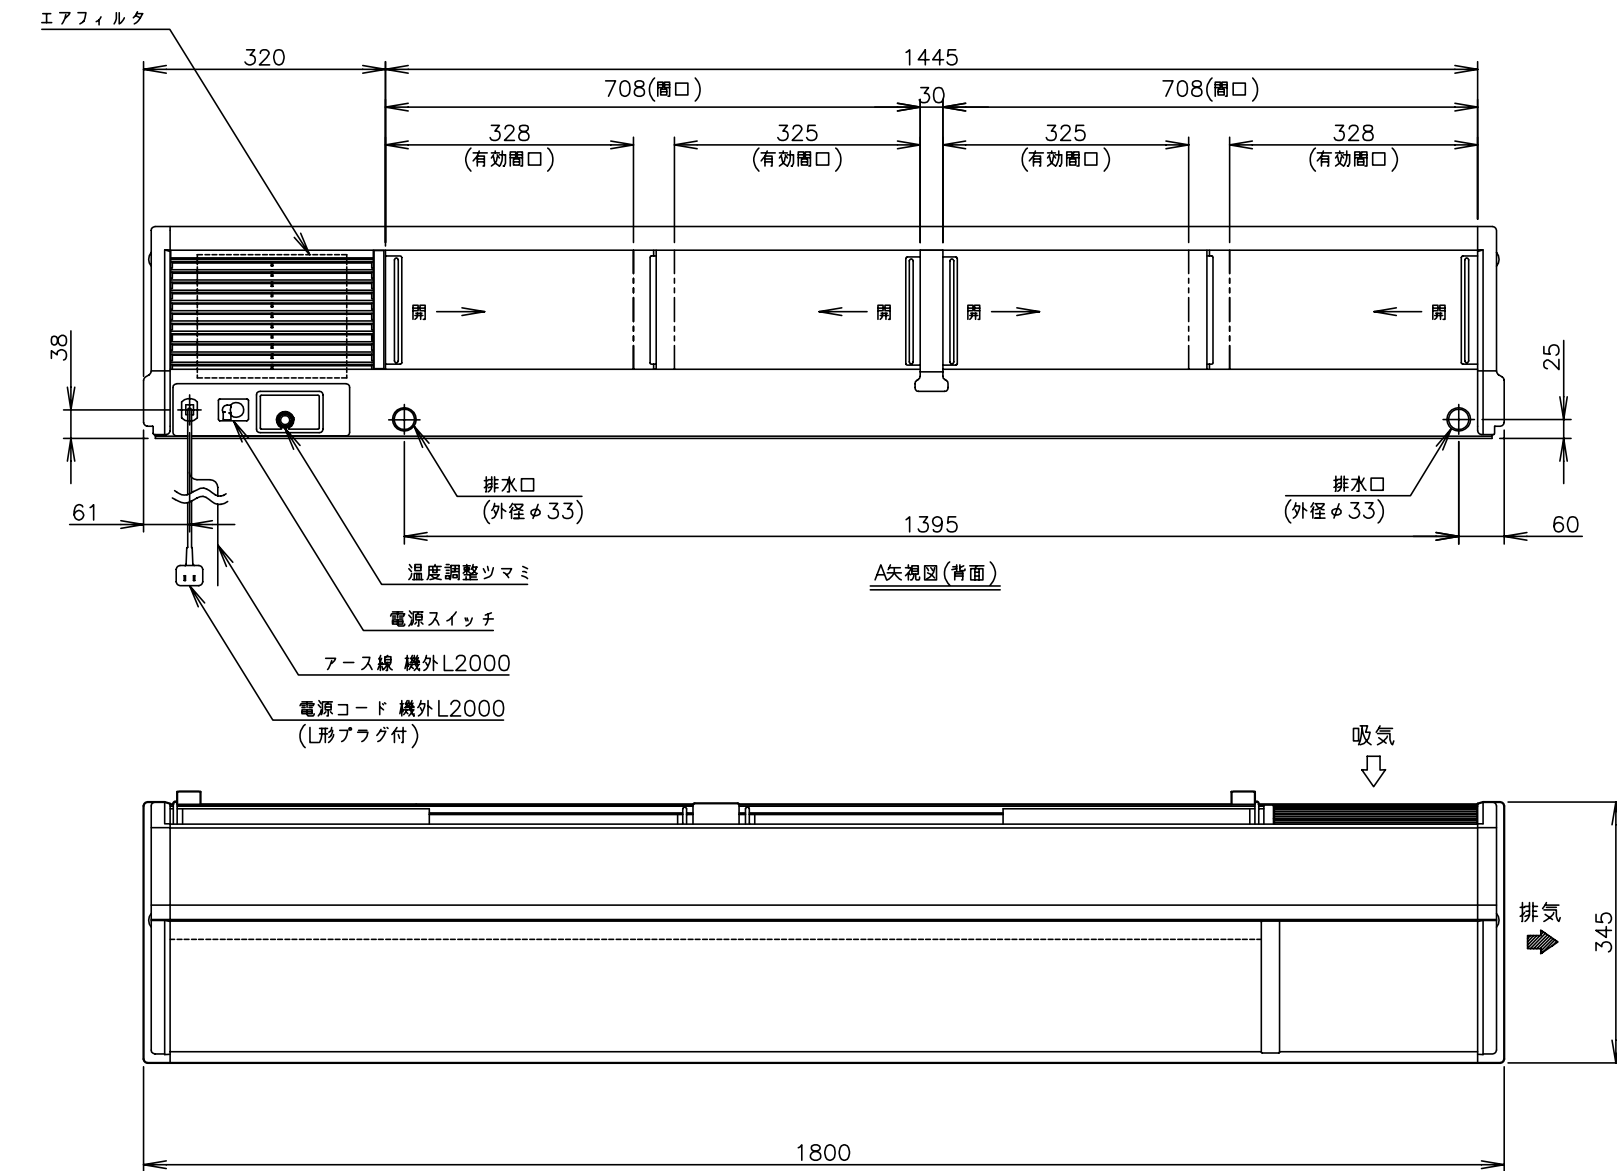 エアフィルタ
320
1445
708(間口)
30
708(間口)
328
(有効間口)
325
(有効間口)
325
(有効間口)
328
(有効間口)
開
開
開
開
38
25
排水口
(外径φ33)
排水口
(外径φ33)
61
1395
60
温度調整ツマミ
A矢視図(背面)
電源スイッチ
アース線 機外L2000
電源コード 機外L2000
(L形プラグ付)
吸気
排気
345
1800